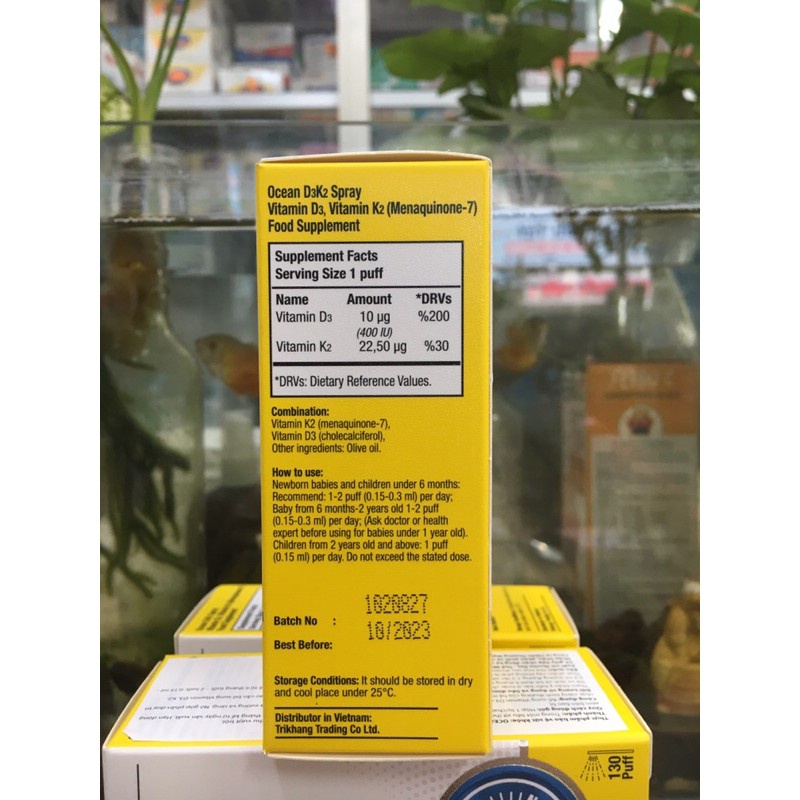 Ocean D3K2 Spray
Vitamin D3, Vitamin K2 (Menaquinone-7)
Food Supplement
Supplement Facts
Serving Size 1 puff
Name Amount *DRVs
Vitamin D3 10 µg %200
(400 IU)
Vitamin K2 22,50 µg %30
*DRVs: Dietary Reference Values.
Combination:
Vitamin K2 (menaquinone-7),
Vitamin D3 (cholecalciferol),
Other ingredients: Olive oil.
How to use:
Newborn babies and children under 6 months:
Recommend: 1-2 puff (0.15-0.3 ml) per day;
Baby from 6 months-2 years old 1-2 puff
(0.15-0.3 ml) per day; (Ask doctor or health
expert before using for babies under 1 year old).
Children from 2 years old and above: 1 puff
(0.15 ml) per day. Do not exceed the stated dose.
1020827
Batch No :
10/2023
Best Before:
Storage Conditions: It should be stored in dry
and cool place under 25°C.
Distributor in Vietnam:
Trikhang Trading Co Ltd.
130
Puff